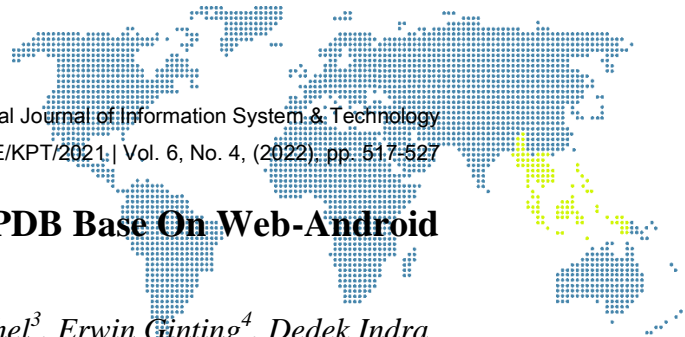 al Journal of Information System & Technology
E/KPT/2021 | Vol. 6, No. 4, (2022), pp. 517-527
PDB Base On Web-Android
nel³, Erwin Ginting⁴, Dedek Indra